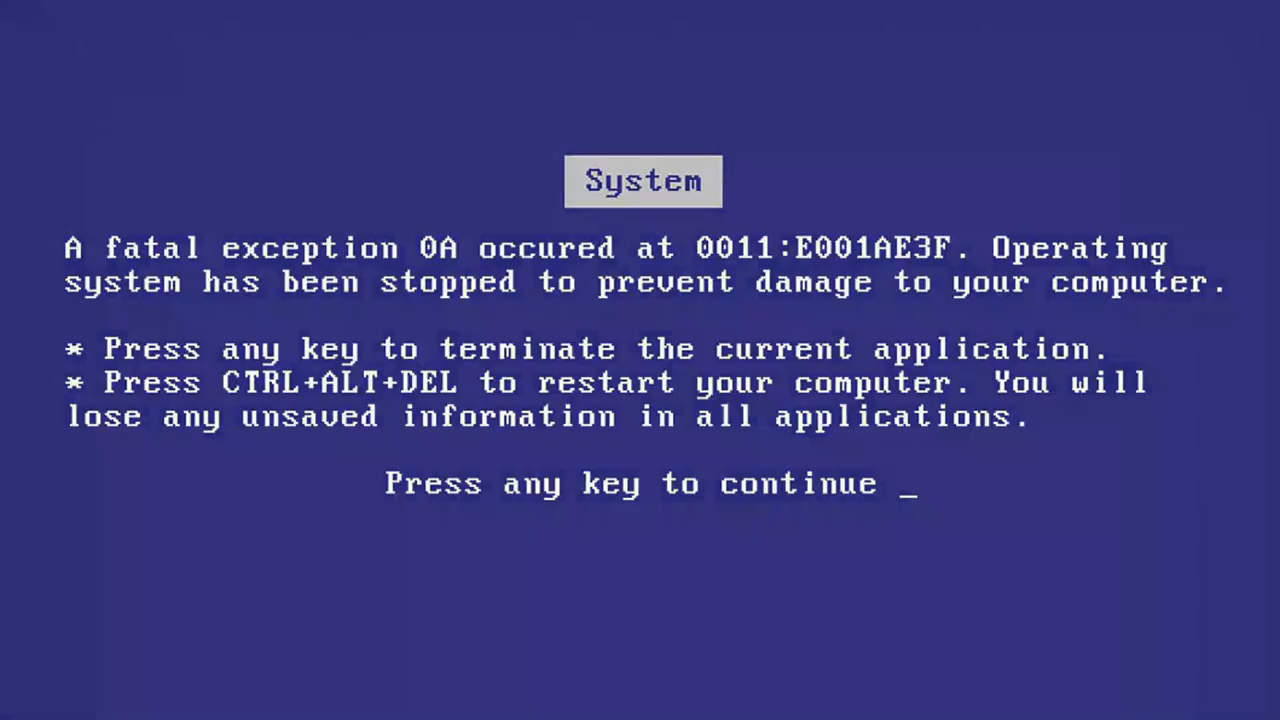 System
A fatal exception 0A occured at 0011:E001AE3F. Operating
system has been stopped to prevent damage to your computer.
* Press any key to terminate the current application.
* Press CTRL+ALT+DEL to restart your computer. You will
lose any unsaved information in all applications.
Press any key to continue _